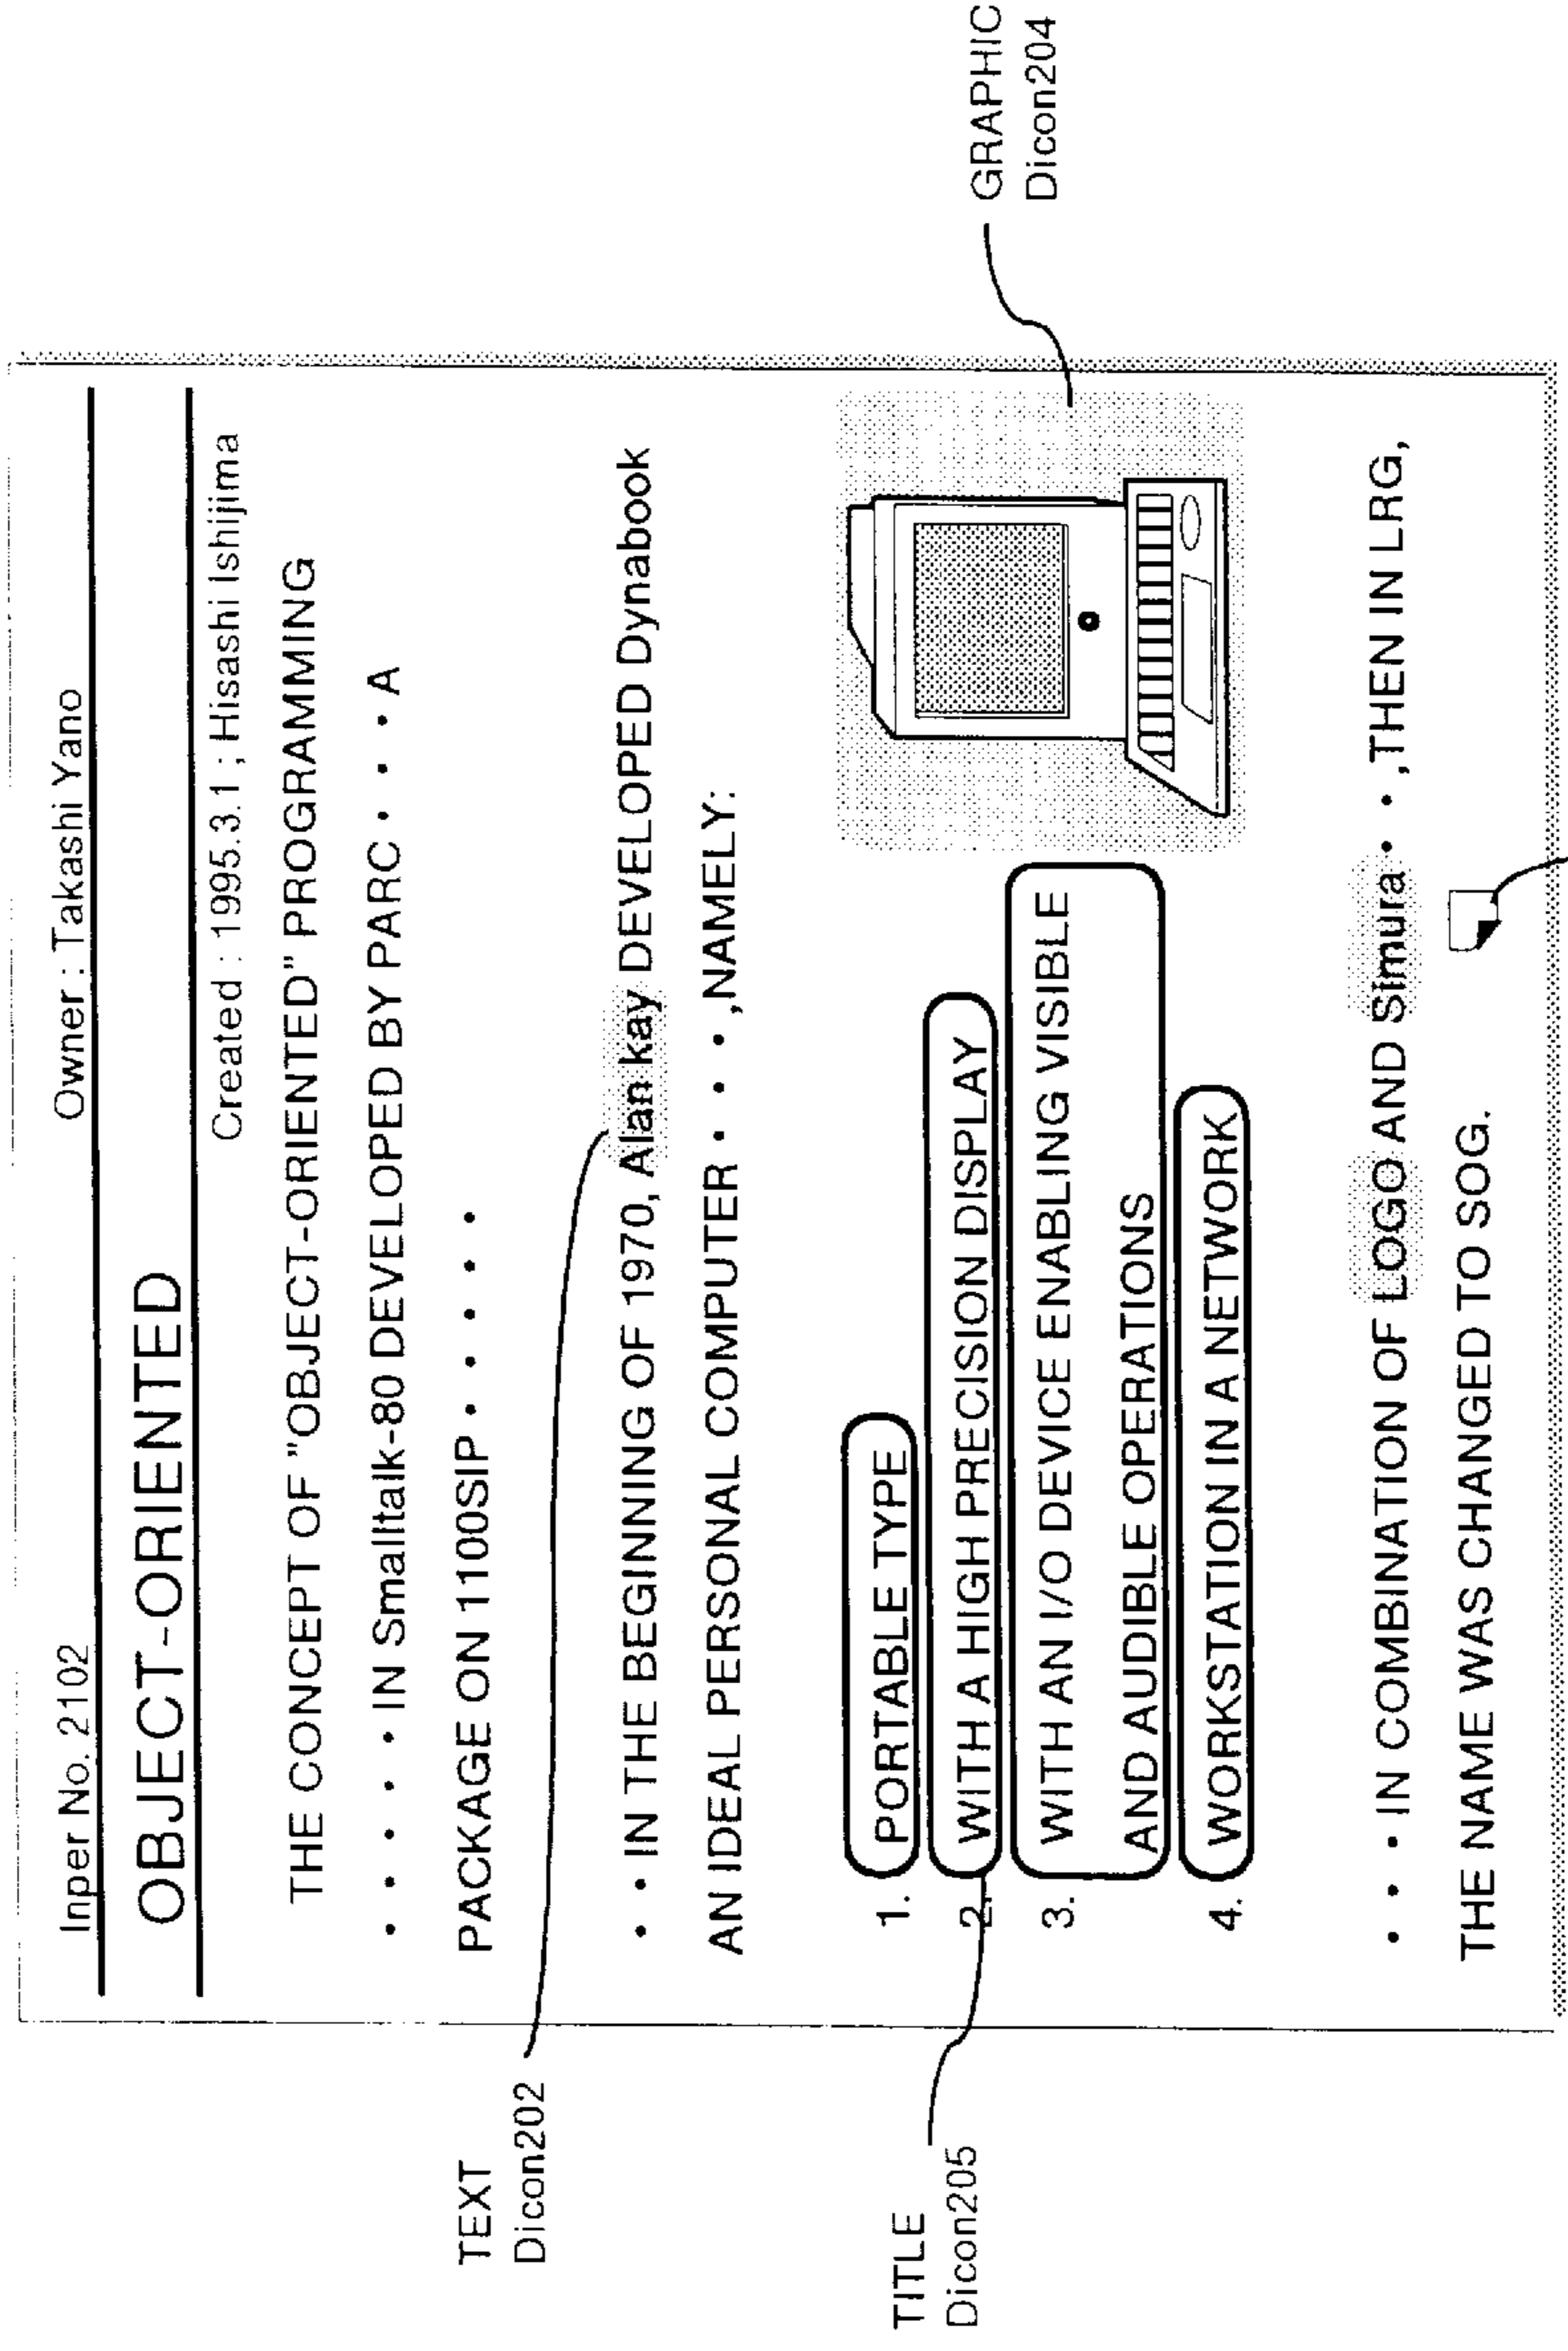 Inper No. 2102 Owner : Takashi Yano
OBJECT-ORIENTED
Created : 1995.3.1 ; Hisashi Ishijima
THE CONCEPT OF "OBJECT-ORIENTED" PROGRAMMING
• • • • • IN Smalltalk-80 DEVELOPED BY PARC • • • A
PACKAGE ON 1100SIP • • • • • •
TEXT
Dicon202
• • IN THE BEGINNING OF 1970, Alan kay DEVELOPED Dynabook
AN IDEAL PERSONAL COMPUTER • • • ,NAMELY:
TITLE
Dicon205
1. PORTABLE TYPE
2. WITH A HIGH PRECISION DISPLAY
3. WITH AN I/O DEVICE ENABLING VISIBLE
AND AUDIBLE OPERATIONS
4. WORKSTATION IN A NETWORK
GRAPHIC
Dicon204
• • • IN COMBINATION OF LOGO AND Simura • • ,THEN IN LRG,
THE NAME WAS CHANGED TO SOG.